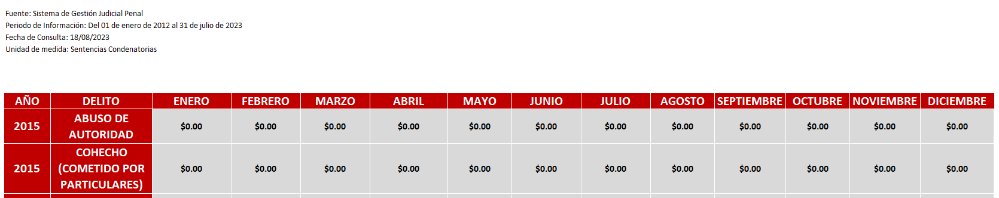 Fuente: Sistema de Gestión Judicial Penal
Periodo de Información: Del 01 de enero de 2012 al 31 de julio de 2023
Fecha de Consulta: 18/08/2023
Unidad de medida: Sentencias Condenatorias
AÑO DELITO ENERO FEBRERO MARZO ABRIL MAYO JUNIO JULIO AGOSTO SEPTIEMBRE OCTUBRE NOVIEMBRE DICIEMBRE
ABUSO DE
2015 $0.00 $0.00 $0.00 $0.00 $0.00 $0.00 $0.00 $0.00 $0.00 $0.00 $0.00 $0.00
AUTORIDAD
COHECHO
2015 (COMETIDO POR $0.00 $0.00 $0.00 $0.00 $0.00 $0.00 $0.00 $0.00 $0.00 $0.00 $0.00 $0.00
PARTICULARES)